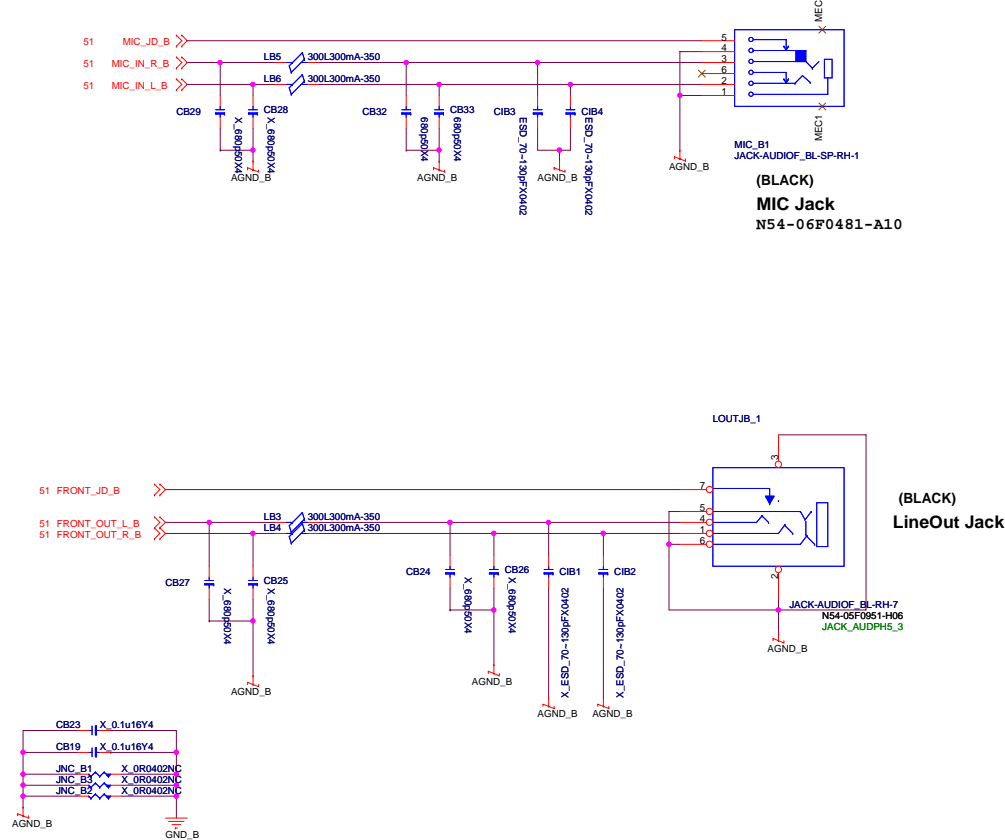 MEC
51 MIC_JD_B
5
4
51 MIC_IN_R_B
LB5 300L300mA-350
3
6
51 MIC_IN_L_B
LB6 300L300mA-350
2
1
CB29 CB28
X_680p50X4
X_680p50X4
AGND_B
CB32 CB33
680p50X4
680p50X4
AGND_B
CIB3 CIB4
ESD_70~130pFX0402
ESD_70~130pFX0402
AGND_B
AGND_B
MEC1
MIC_B1
JACK-AUDIOF_BL-SP-RH-1
(BLACK)
MIC Jack
N54-06F0481-A10
LOUTJB_1
3
51 FRONT_JD_B
7
5
51 FRONT_OUT_L_B
LB3 300L300mA-350
4
51 FRONT_OUT_R_B
LB4 300L300mA-350
1
6
2
(BLACK)
LineOut Jack
CB27 CB25
X_680p50X4
X_680p50X4
AGND_B
CB24 CB26
X_680p50X4
X_680p50X4
AGND_B
CIB1 CIB2
X_ESD_70~130pFX0402
X_ESD_70~130pFX0402
AGND_B AGND_B
JACK-AUDIOF_BL-RH-7
N54-05F0951-H06
JACK_AUDPH5_3
AGND_B
CB23 X_0.1u16Y4
CB19 X_0.1u16Y4
JNC_B1 X_0R0402NC
JNC_B3 X_0R0402NC
JNC_B2 X_0R0402NC
AGND_B
GND_B